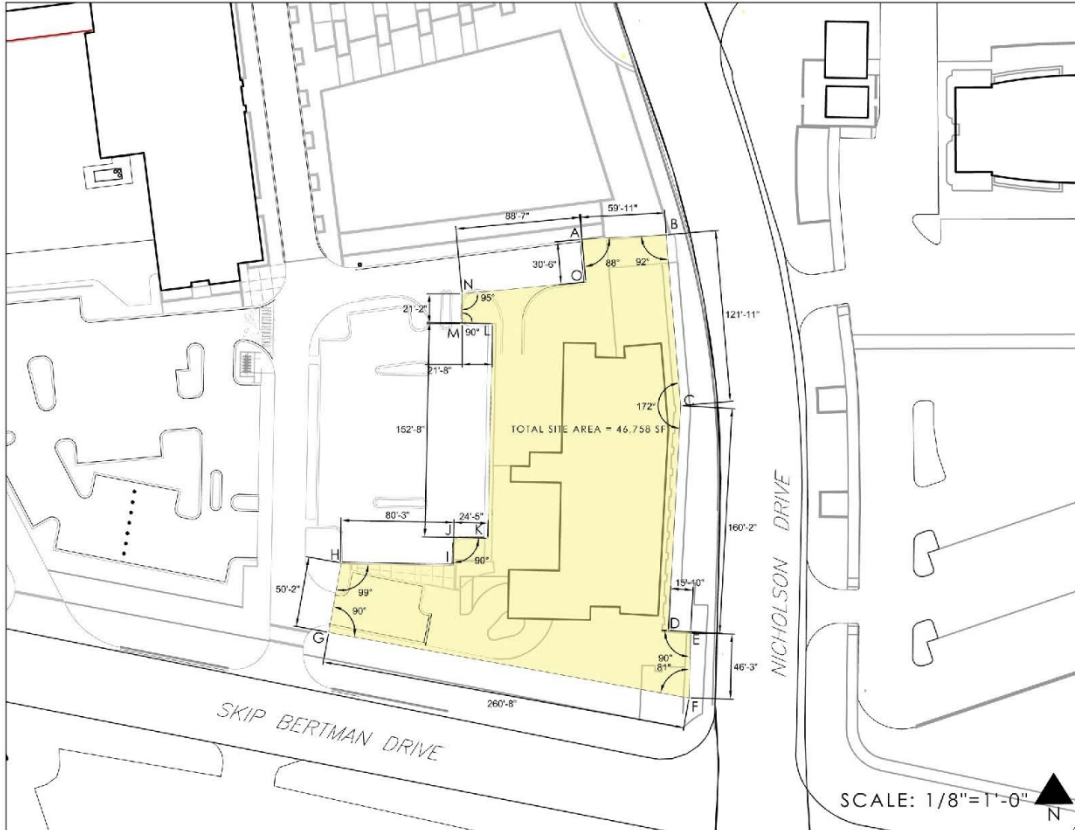 59'-11"
88'-7"
A
B
30'-6"
O
88°
92°
N
95°
21'-2"
M
90°
L
121'-11"
21'-8"
172°
C
TOTAL SITE AREA = 46,758 SF
152'-8"
160'-2"
NICHOLSON DRIVE
80'-3"
24'-5"
J
K
H
I
90°
50'-2"
99°
15'-10"
90°
D
E
G
90°
81°
46'-3"
F
260'-8"
SKIP BERTMAN DRIVE
SCALE: 1/8"=1'-0"
N